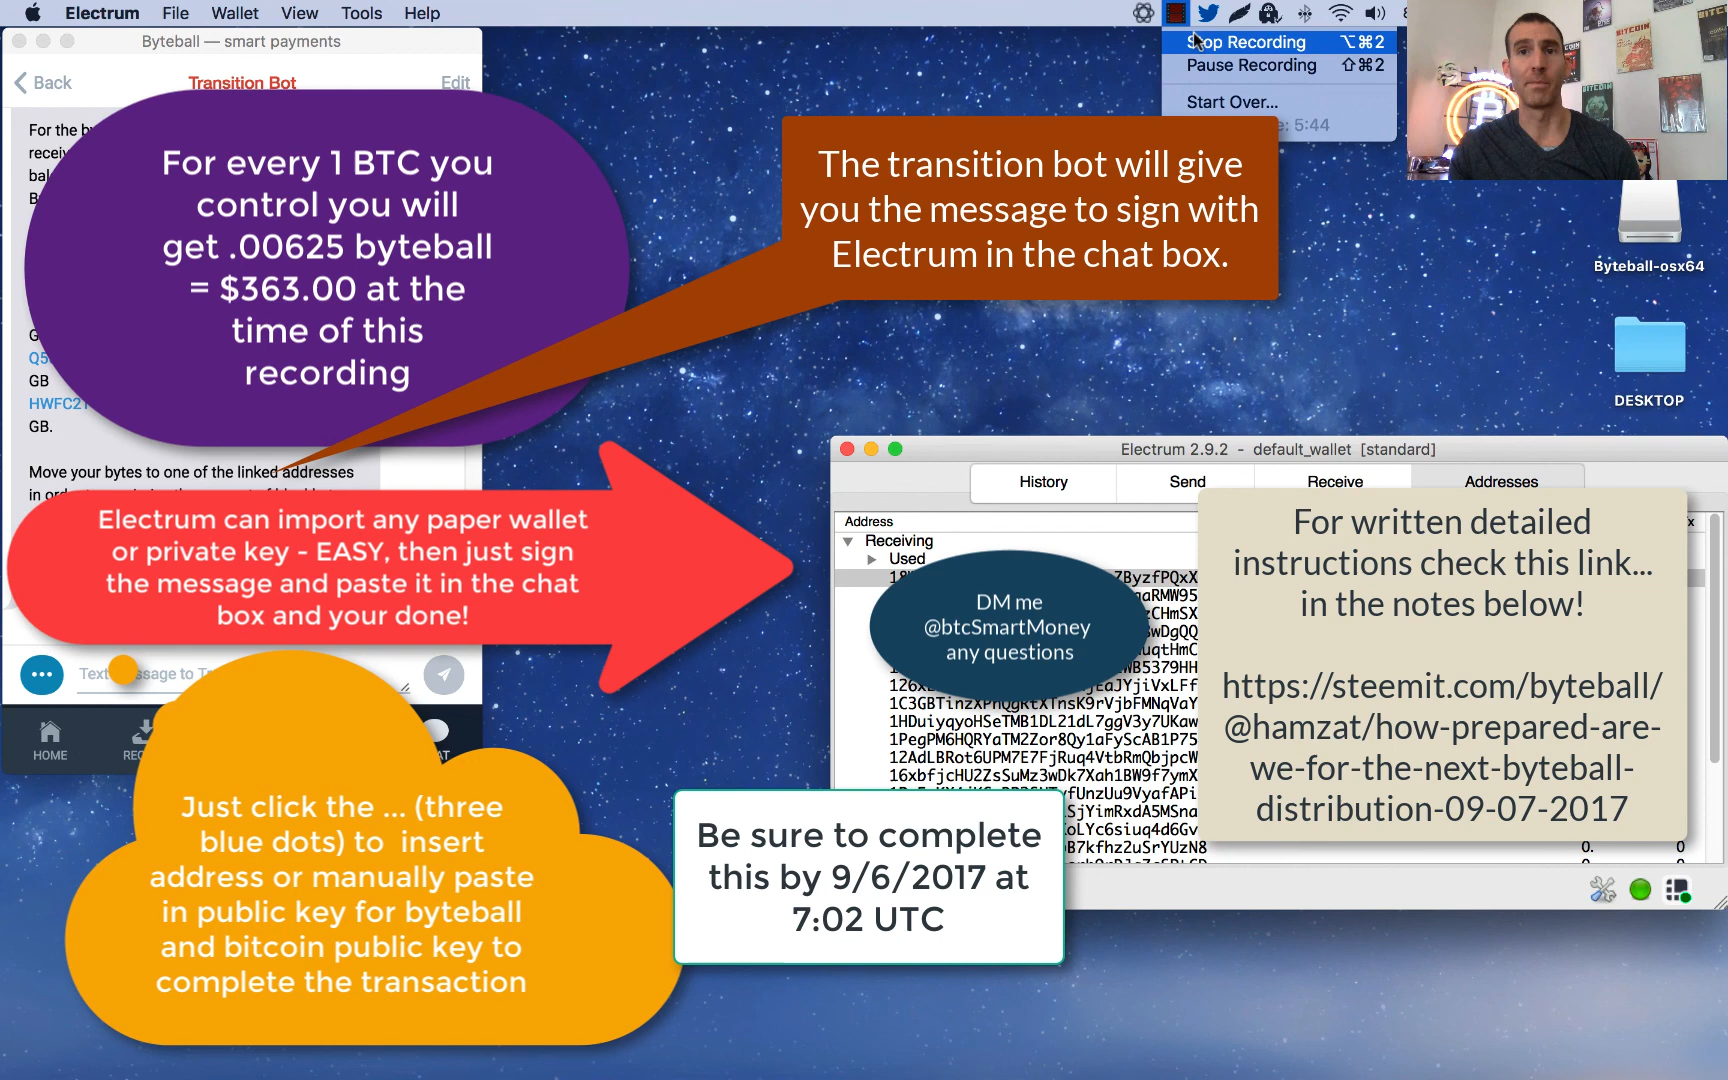 Electrum File Wallet View Tools Help
Byteball — smart payments
Back Transition Bot Edit
For the
Move your bytes to one of the linked addresses
GB
GB.
For every 1 BTC you
control you will
get .00625 byteball
= $363.00 at the
time of this
recording
The transition bot will give
you the message to sign with
Electrum in the chat box.
Recording ⌥⌘2
Pause Recording ⇧⌘2
Start Over...
5:44
Byteball-osx64
DESKTOP
Electrum can import any paper wallet
or private key - EASY, then just sign
the message and paste it in the chat
box and your done!
HOME
Just click the ... (three
blue dots) to insert
address or manually paste
in public key for byteball
and bitcoin public key to
complete the transaction
Electrum 2.9.2 - default_wallet [standard]
History Send Receive Addresses
Address
Receiving
Used
DM me
@btcSmartMoney
any questions
1HDuiyqyoHSeTMB1DL21dL7ggV3y7UKaw
1PegPM6HQRYaTM2Zor8Qy1aFyScAB1P75
12AdLBRot6UPM7E7FjRuq4VtbRmQbjpcW
16xbfjcHU2ZsSuMz3wDk7Xah1BW9f7ymX
0. 0
For written detailed
instructions check this link...
in the notes below!
https://steemit.com/byteball/
@hamzat/how-prepared-are-
we-for-the-next-byteball-
distribution-09-07-2017
Be sure to complete
this by 9/6/2017 at
7:02 UTC